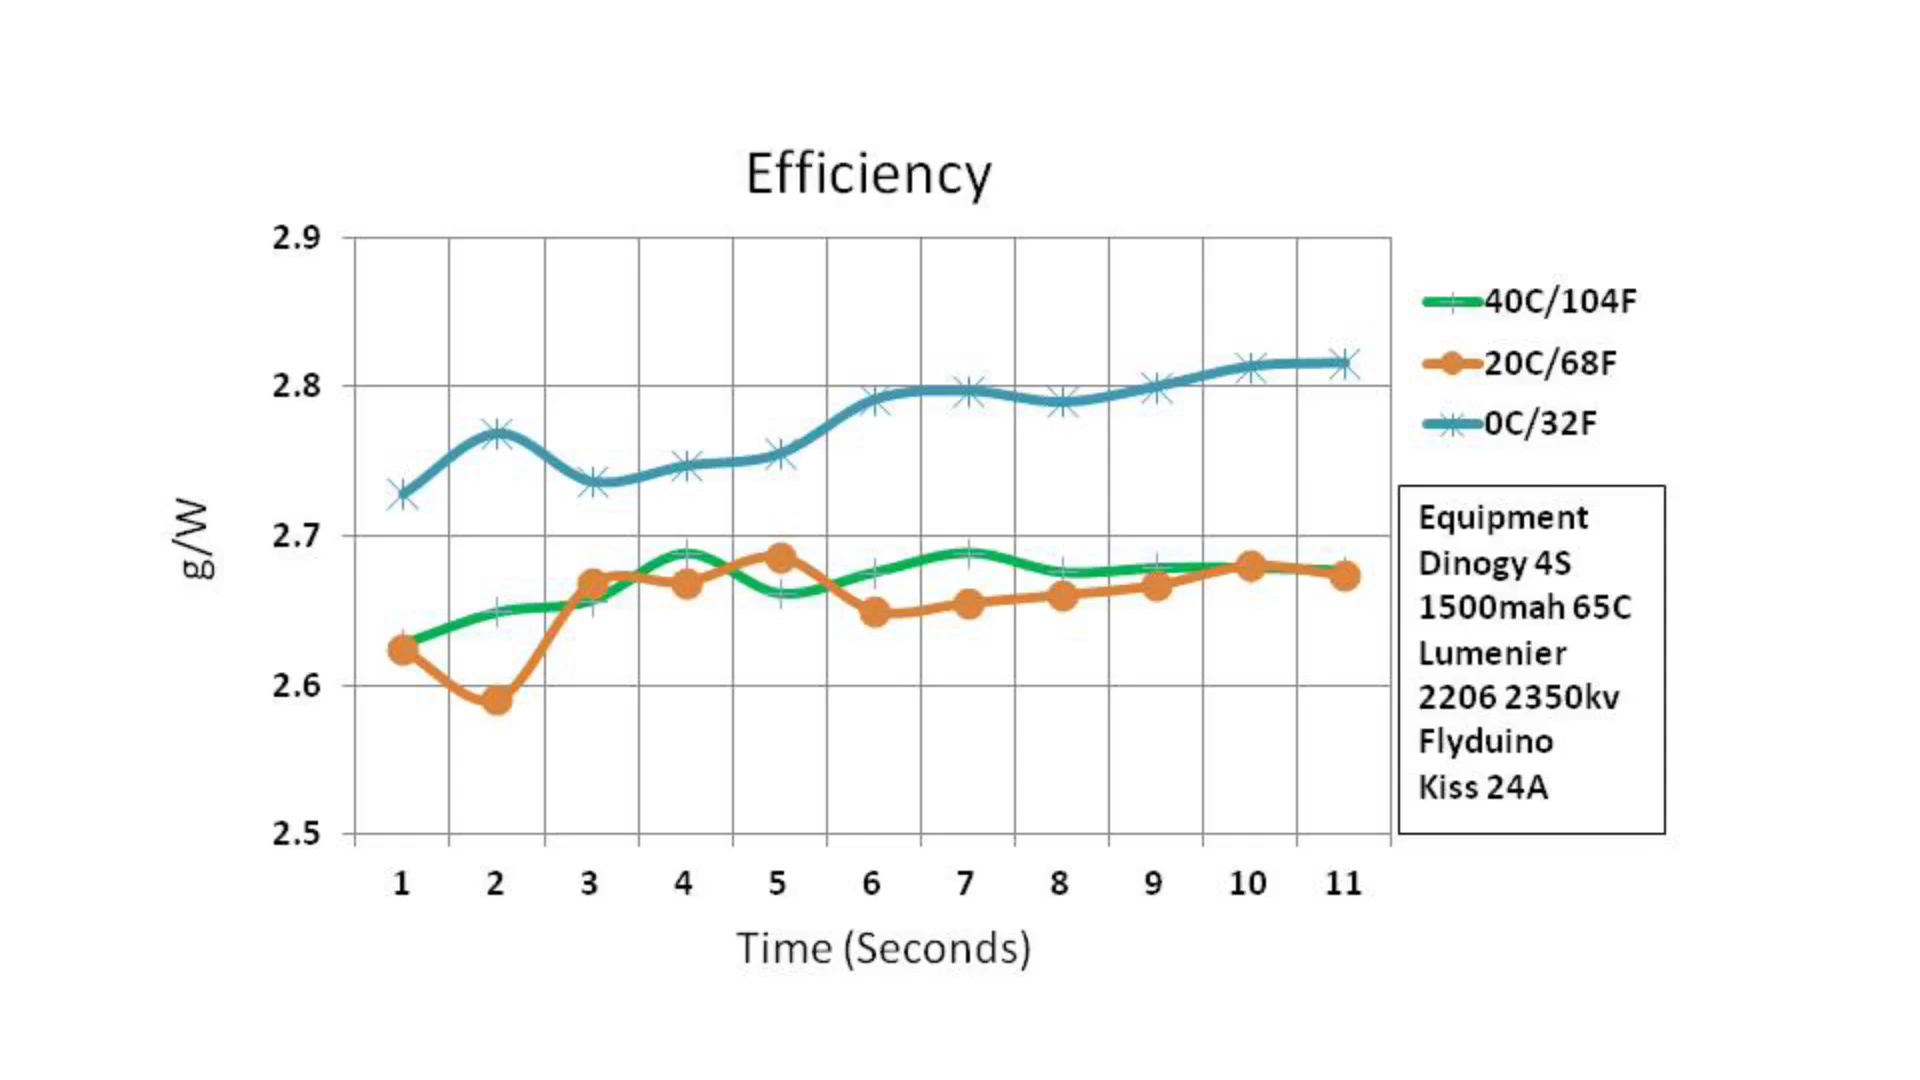 Efficiency
2.9
2.8
2.7
2.6
2.5
g/W
1 2 3 4 5 6 7 8 9 10 11
Time (Seconds)
40C/104F
20C/68F
0C/32F
Equipment
Dinogy 4S
1500mah 65C
Lumenier
2206 2350kv
Flyduino
Kiss 24A